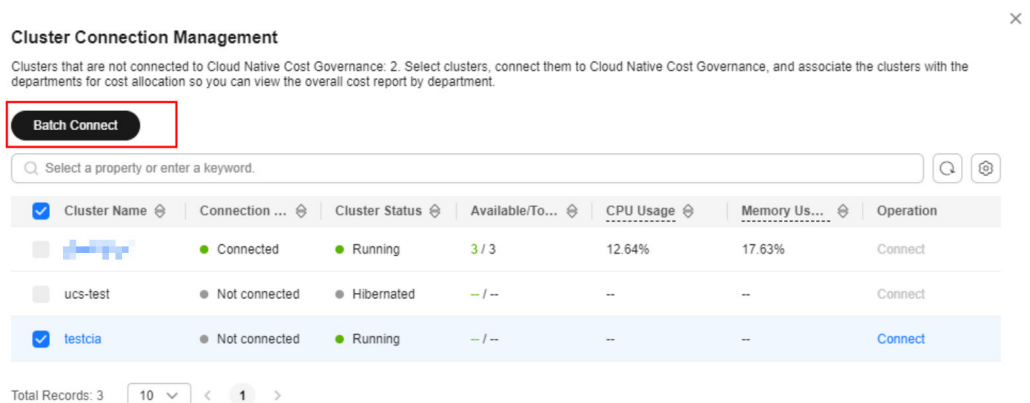 Cluster Connection Management
Clusters that are not connected to Cloud Native Cost Governance: 2. Select clusters, connect them to Cloud Native Cost Governance, and associate the clusters with the
departments for cost allocation so you can view the overall cost report by department.
Batch Connect
Select a property or enter a keyword.
Cluster Name Connection ... Cluster Status Available/To... CPU Usage Memory Us... Operation
Connected Running 3 / 3 12.64% 17.63% Connect
ucs-test Not connected Hibernated -- / -- -- -- Connect
testcia Not connected Running -- / -- -- -- Connect
Total Records: 3 10 < 1 >